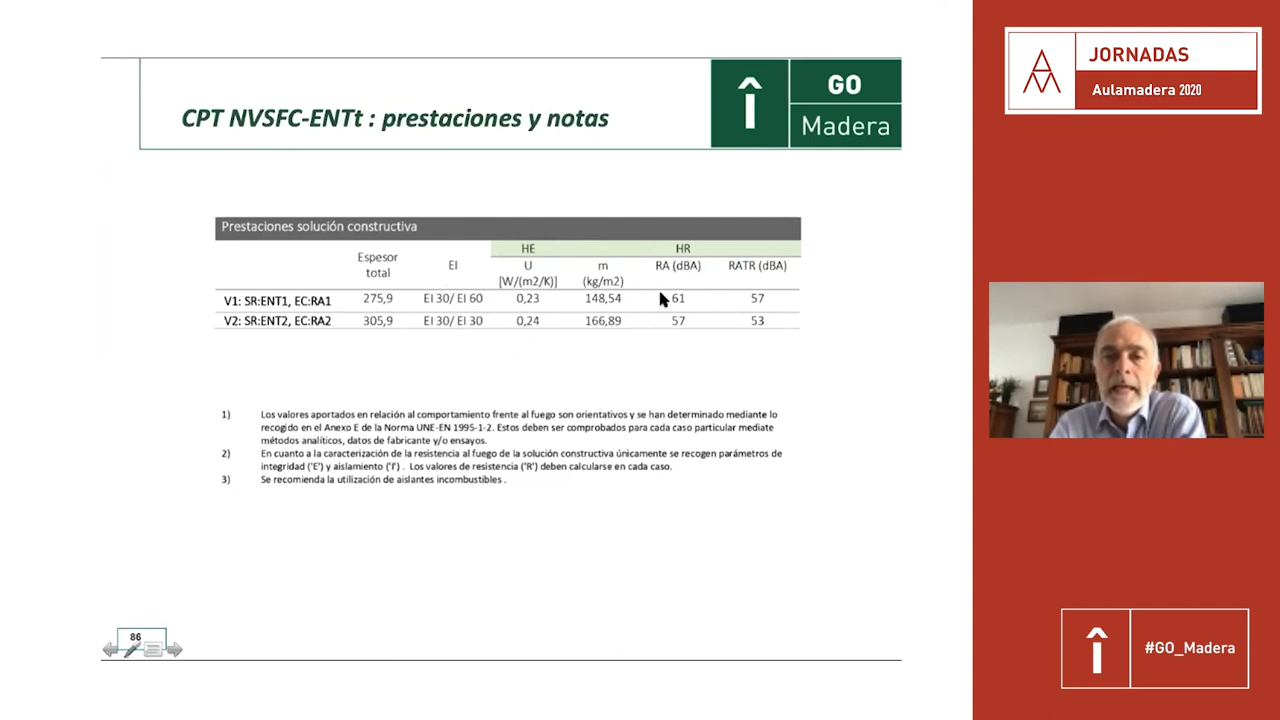 JORNADAS
Aulamadera 2020
CPT NVSFC-ENTt : prestaciones y notas
GO
Madera
Prestaciones solución constructiva
HE HR
Espesor total EI U [W/(m2/K)] m (kg/m2) RA (dBA) RATR (dBA)
V1: SR:ENT1, EC:RA1 275,9 EI 30/ EI 60 0,23 148,54 61 57
V2: SR:ENT2, EC:RA2 305,9 EI 30/ EI 30 0,24 166,89 57 53
1) Los valores aportados en relación al comportamiento frente al fuego son orientativos y se han determinado mediante lo
recogido en el Anexo E de la Norma UNE-EN 1995-1-2. Estos deben ser comprobados para cada caso particular mediate
métodos analíticos, datos de fabricante y/o ensayos.
2) En cuanto a la caracterización de la resistencia al fuego de la solución constructiva únicamente se recogen parámetros de
integridad ('E') y aislamiento ('I') . Los valores de resistencia ('R') deben calcularse en cada caso.
3) Se recomienda la utilización de aislantes incombustibles .
86
#GO_Madera